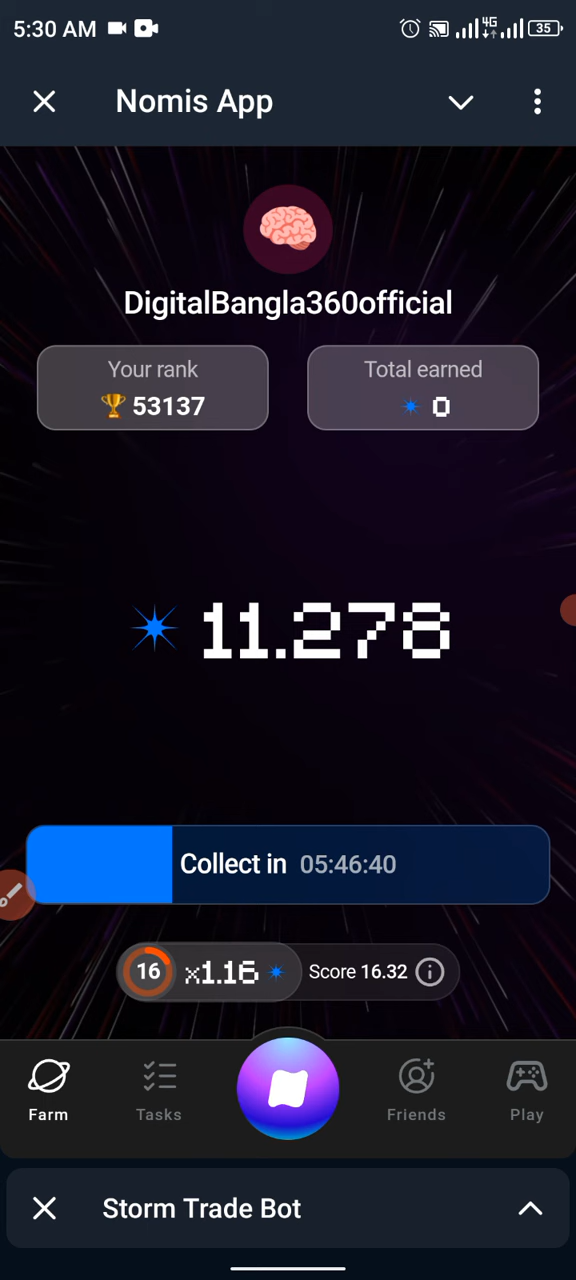 5:30 AM 4G 35
Nomis App
DigitalBangla360official
Your rank
53137
Total earned
0
11.278
Collect in 05:46:40
16 x1.16 Score 16.32
Farm Tasks Friends Play
Storm Trade Bot